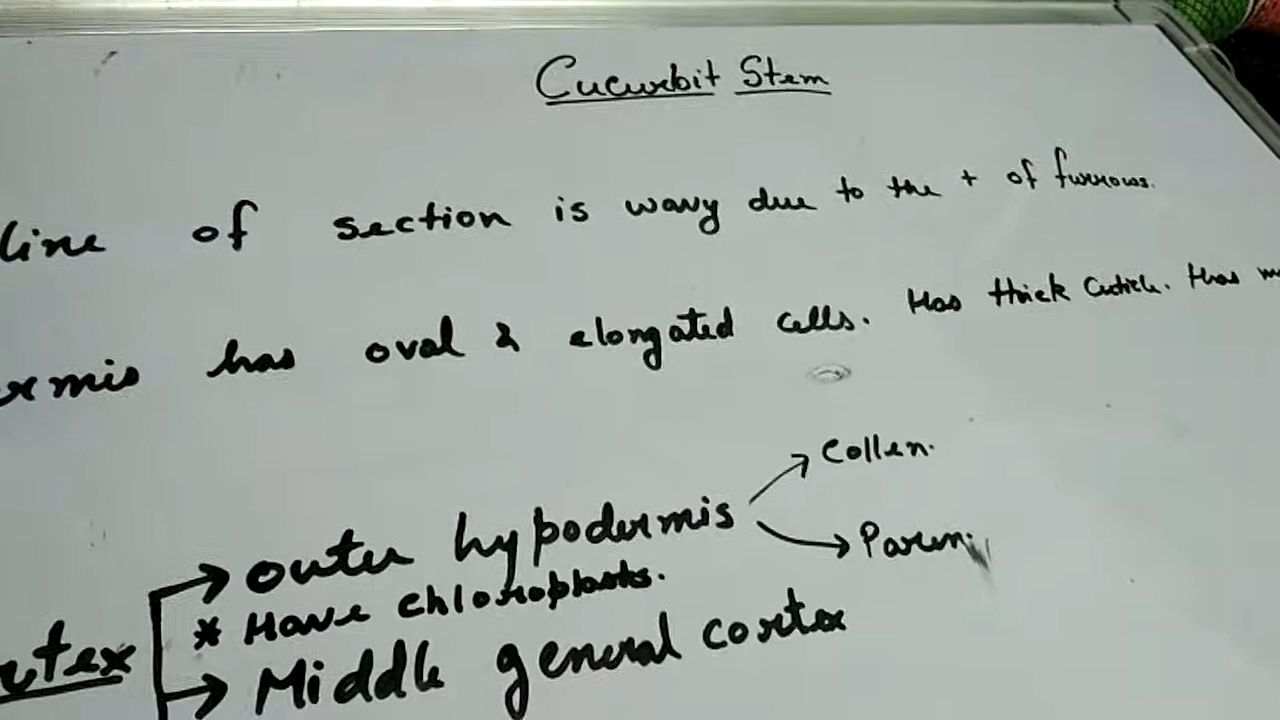 Cucurbit Stem
line of section is wavy due to the + of furrows.
ermis has oval & elongated cells. Has thick cuticle. Has m
Collen.
outer hypodermis
Paren.
* Have chloroplasts.
rtex
Middle general cortex